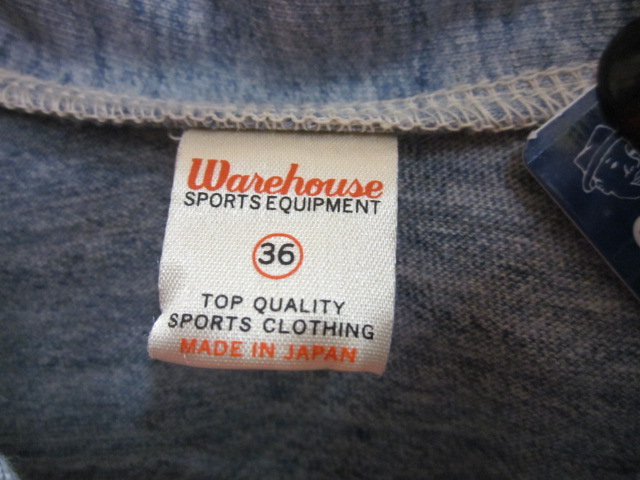 Warehouse
SPORTS EQUIPMENT
36
TOP QUALITY
SPORTS CLOTHING
MADE IN JAPAN